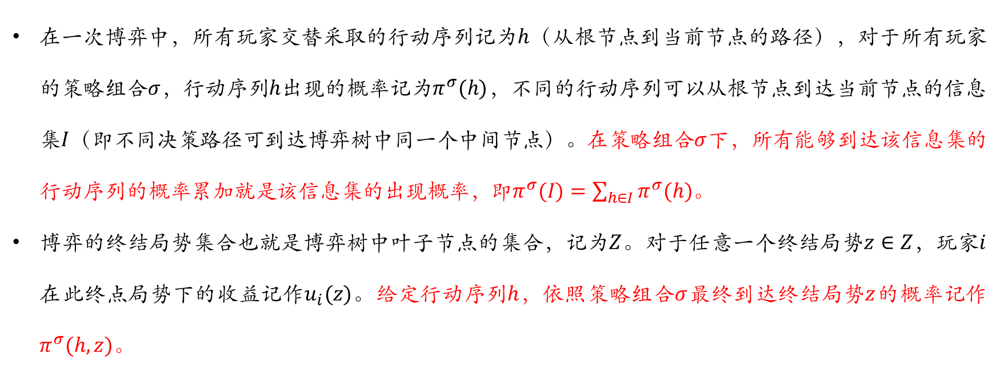 • 在一次博弈中，所有玩家交替采取的行动序列记为h（从根节点到当前节点的路径），对于所有玩家
的策略组合σ，行动序列h出现的概率记为π^σ(h)，不同的行动序列可以从根节点到达当前节点的信息
集I（即不同决策路径可到达博弈树中同一个中间节点）。在策略组合σ下，所有能够到达该信息集的
行动序列的概率累加就是该信息集的出现概率，即π^σ(I) = ∑_{h∈I} π^σ(h)。
• 博弈的终结局势集合也就是博弈树中叶子节点的集合，记为Z。对于任意一个终结局势z ∈ Z，玩家i
在此终点局势下的收益记作u_i(z)。给定行动序列h，依照策略组合σ最终到达终结局势z的概率记作
π^σ(h, z)。